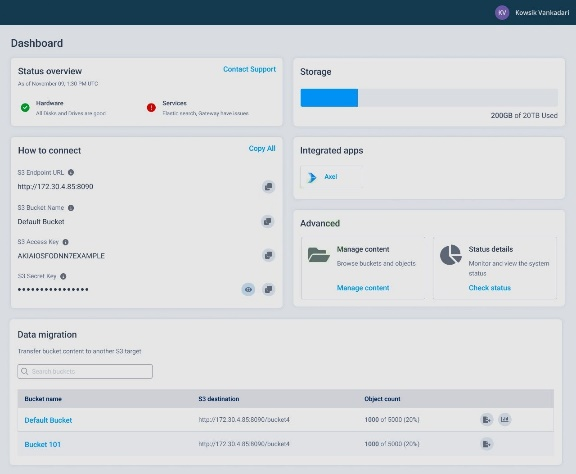 KV
Kowsik Vankadari
Dashboard
Status overview
Contact Support
As of November 09, 1:30 PM UTC
Hardware
All Disks and Drives are good
Services
Elastic search, Gateway have issues
Storage
200GB of 20TB Used
How to connect
Copy All
S3 Endpoint URL
http://172.30.4.85:8090
S3 Bucket Name
Default Bucket
S3 Access Key
AKIAIOSFODNN7EXAMPLE
S3 Secret Key
••••••••••••••••
Integrated apps
Axel
Advanced
Manage content
Browse buckets and objects
Manage content
Status details
Monitor and view the system
status
Check status
Data migration
Transfer bucket content to another S3 target
Search buckets
Bucket name S3 destination Object count
Default Bucket http://172.30.4.85:8090/bucket4 1000 of 5000 (20%)
Bucket 101 http://172.30.4.85:8090/bucket4 1000 of 5000 (20%)